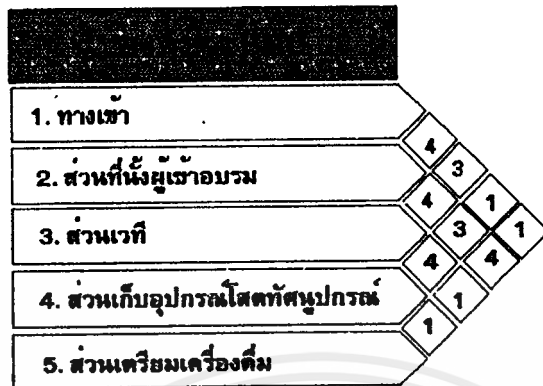 1. ทางเข้า
2. ส่วนที่นั่งผู้เข้าอบรม
3. ส่วนเวที
4. ส่วนเก็บอุปกรณ์โสตทัศนูปกรณ์
5. ส่วนเตรียมเครื่องดื่ม
4
3
4
1
3
1
4
4
1
1